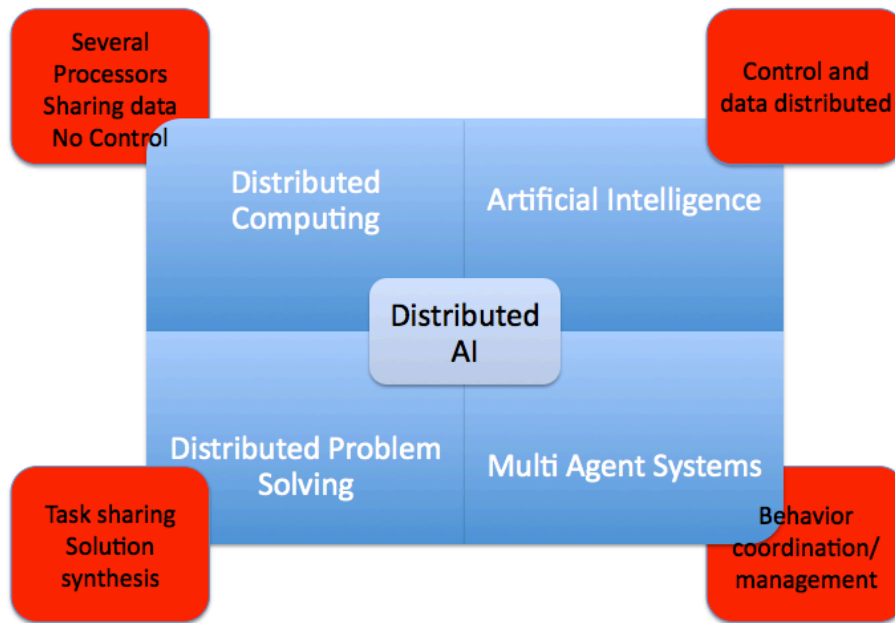 Several
Processors
Sharing data
No Control
Control and
data distributed
Distributed
Computing
Artificial Intelligence
Distributed
AI
Distributed Problem
Solving
Multi Agent Systems
Task sharing
Solution
synthesis
Behavior
coordination/
management